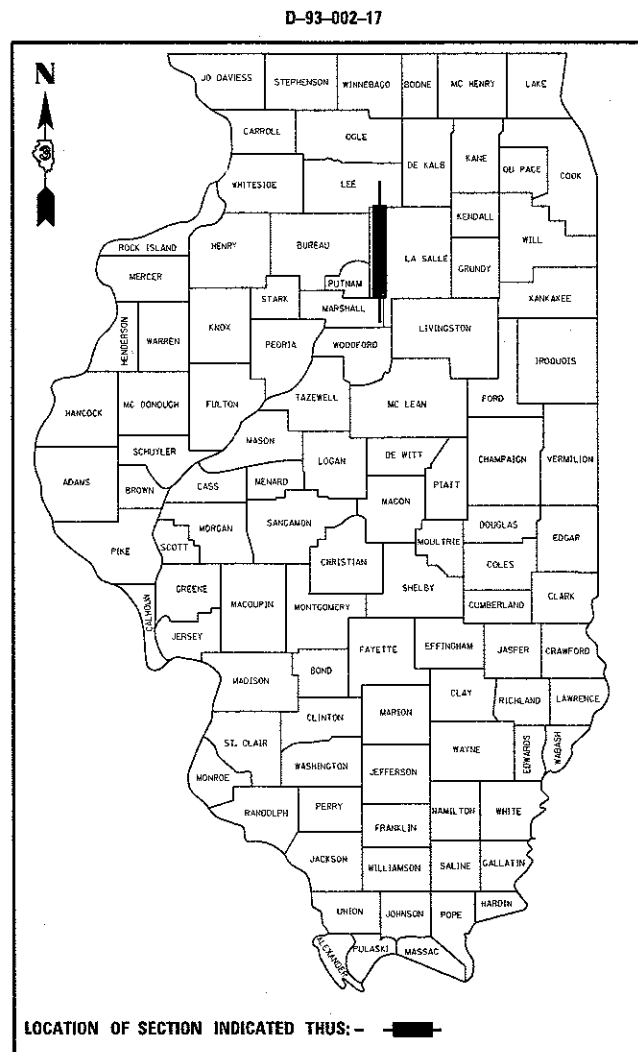 D-93-002-17
N
3
JO DAVIESS STEPHENSON WINNEBAGO BOONE MC HENRY LAKE
CARROLL OGLE
DE KALB KANE DU PAGE COOK
WHITESIDE LEE
KENDALL
ROCK ISLAND HENRY BUREAU LA SALLE GRUNDY WILL
MERCER PUTNAM
KANKAKEE
STARK MARSHALL
HENDERSON WARREN KNOX PEORIA WOODFORD LIVINGSTON
IROQUOIS
HANCOCK MC DONOUGH FULTON TAZEWELL MC LEAN FORD
MASON
SCHUYLER LOGAN DE WITT CHAMPAIGN VERMILION
ADAMS BROWN CASS MENARD MACON PIATT
MORGAN SANGAMON DOUGLAS EDGAR
PIKE SCOTT CHRISTIAN MOULTRIE COLES
GREENE SHELBY CLARK
CALHOUN MACOUPIN MONTGOMERY CUMBERLAND
JERSEY
FAYETTE EFFINGHAM JASPER CRAWFORD
MADISON BOND
CLAY RICHLAND LAWRENCE
CLINTON MARION
ST. CLAIR WAYNE EDWARDS WABASH
MONROE WASHINGTON JEFFERSON
RANDOLPH PERRY HAMILTON WHITE
FRANKLIN
JACKSON WILLIAMSON SALINE GALLATIN
HARDIN
UNION JOHNSON POPE
ALEXANDER PULASKI MASSAC
LOCATION OF SECTION INDICATED THUS: -